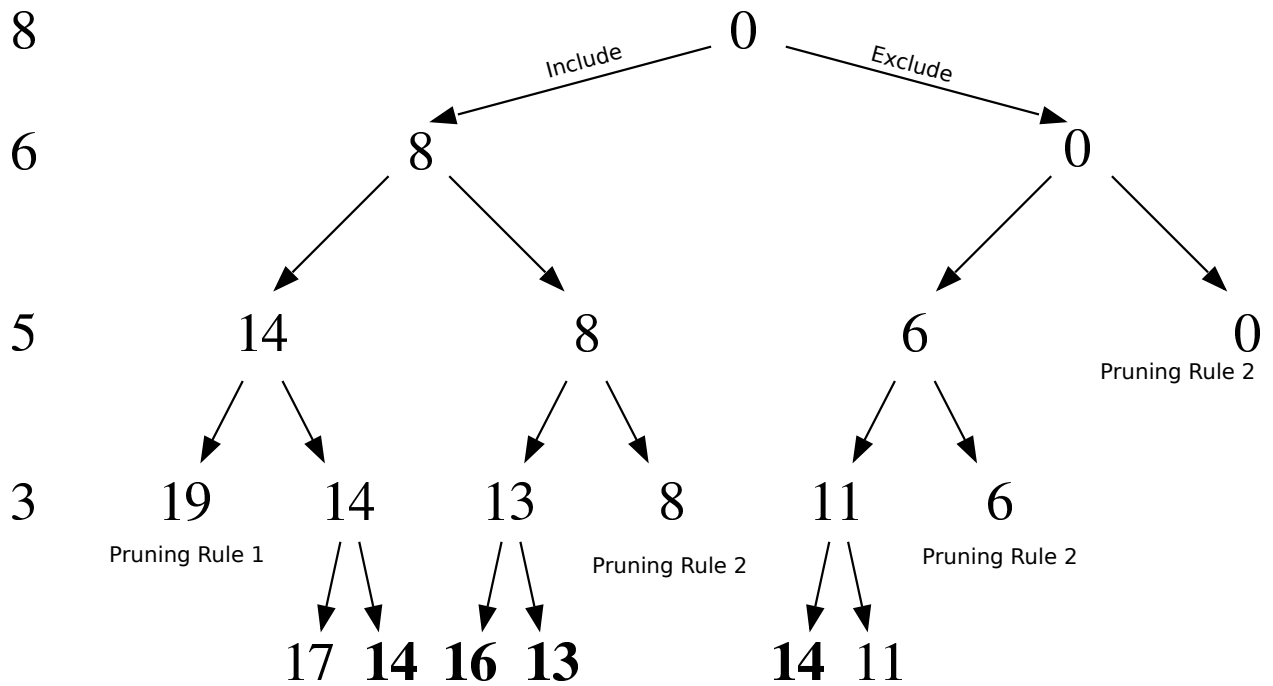 8 0
Include Exclude
6 8 0
5 14 8 6 0
Pruning Rule 2
3 19 14 13 8 11 6
Pruning Rule 1 Pruning Rule 2 Pruning Rule 2
17 14 16 13 14 11